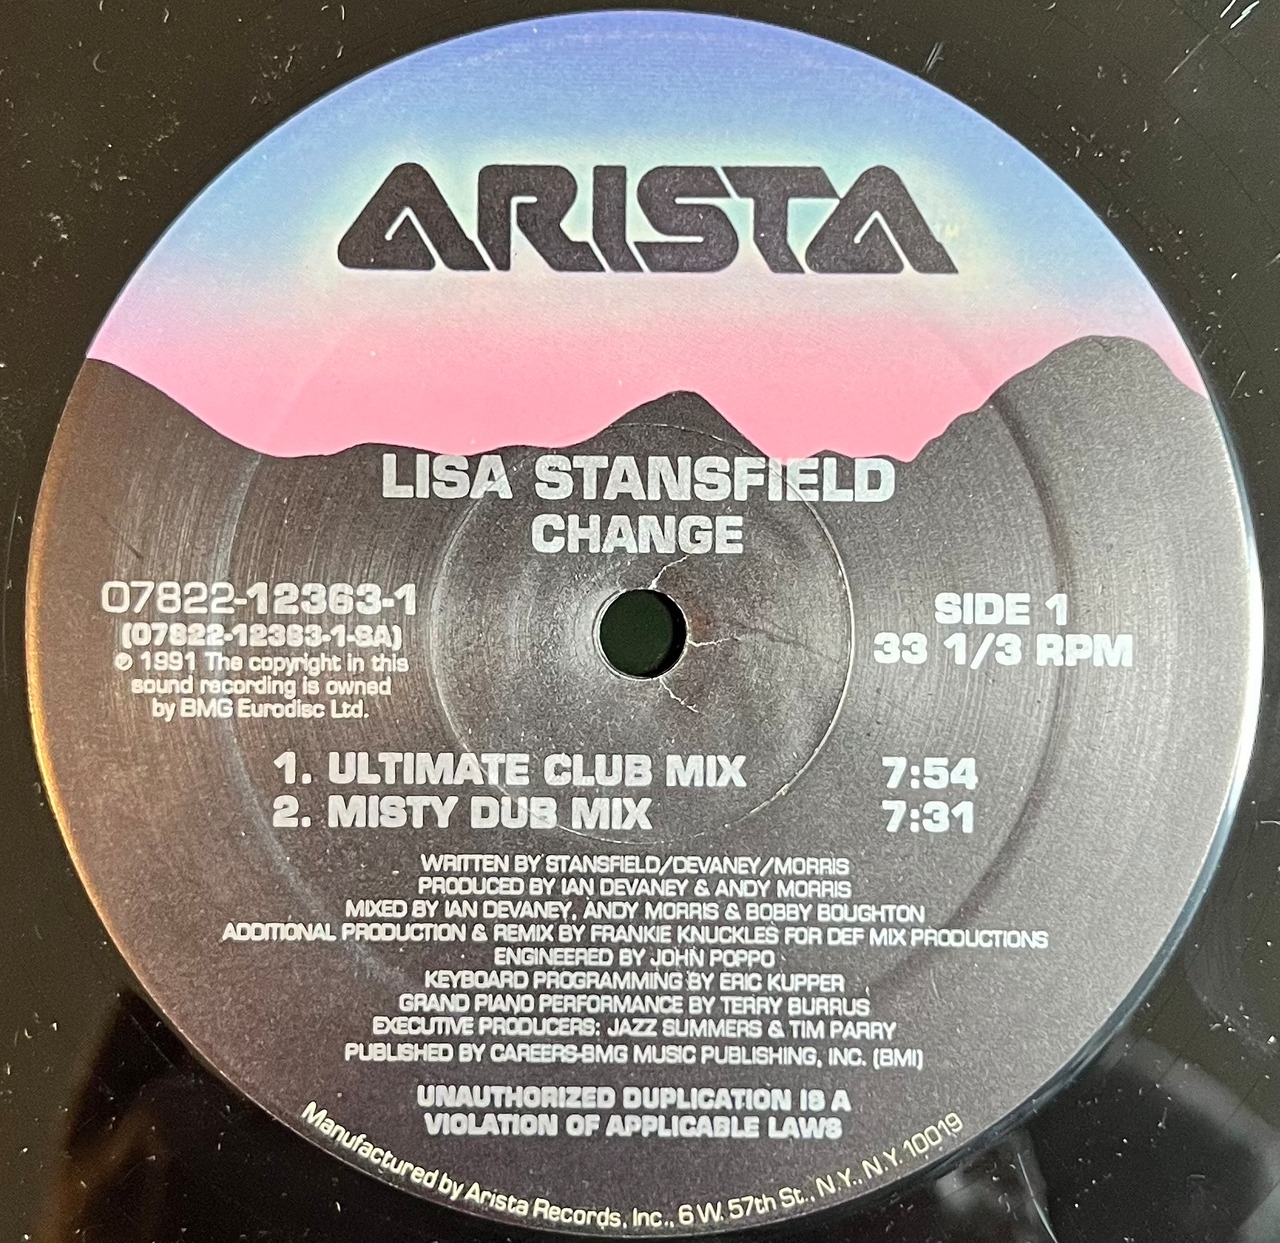 ARISTA
LISA STANSFIELD
CHANGE
07822-12363-1
(07822-12363-1-SA)
℗ 1991 The copyright in this
sound recording is owned
by BMG Eurodisc Ltd.
SIDE 1
33 1/3 RPM
1. ULTIMATE CLUB MIX 7:54
2. MISTY DUB MIX 7:31
WRITTEN BY STANSFIELD/DEVANEY/MORRIS
PRODUCED BY IAN DEVANEY & ANDY MORRIS
MIXED BY IAN DEVANEY, ANDY MORRIS & BOBBY BOUGHTON
ADDITIONAL PRODUCTION & REMIX BY FRANKIE KNUCKLES FOR DEF MIX PRODUCTIONS
ENGINEERED BY JOHN POPPO
KEYBOARD PROGRAMMING BY ERIC KUPPER
GRAND PIANO PERFORMANCE BY TERRY BURRUS
EXECUTIVE PRODUCERS: JAZZ SUMMERS & TIM PARRY
PUBLISHED BY CAREERS-BMG MUSIC PUBLISHING, INC. (BMI)
UNAUTHORIZED DUPLICATION IS A
VIOLATION OF APPLICABLE LAWS
Manufactured by Arista Records, Inc., 6 W. 57th St., N.Y., N.Y. 10019